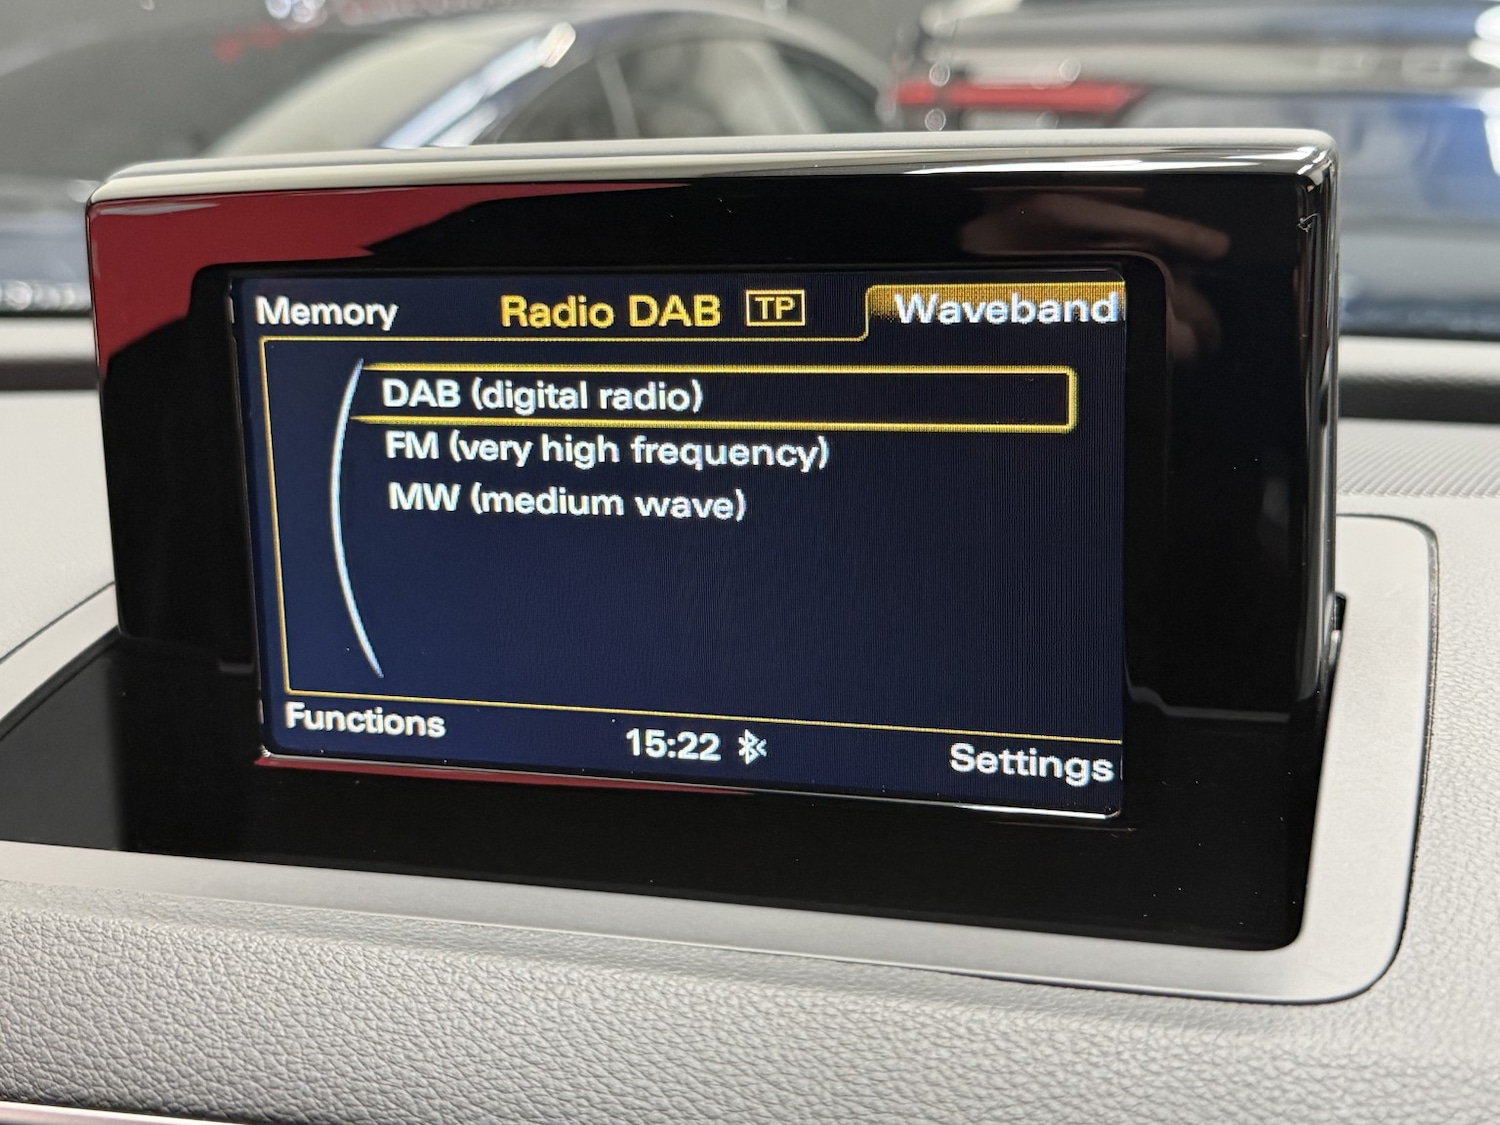 Memory Radio DAB TP Waveband
DAB (digital radio)
FM (very high frequency)
MW (medium wave)
Functions 15:22 Settings